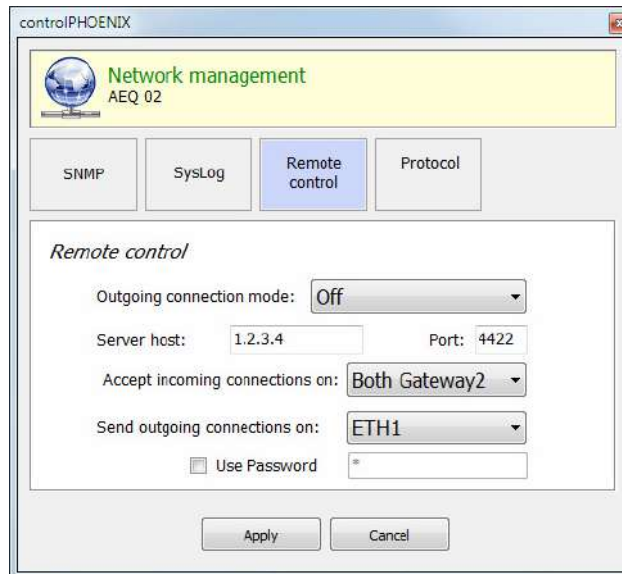 controlPHOENIX
Network management
AEQ 02
SNMP
SysLog
Remote control
Protocol
Remote control
Outgoing connection mode: Off
Server host: 1.2.3.4 Port: 4422
Accept incoming connections on: Both Gateway2
Send outgoing connections on: ETH1
Use Password *
Apply Cancel